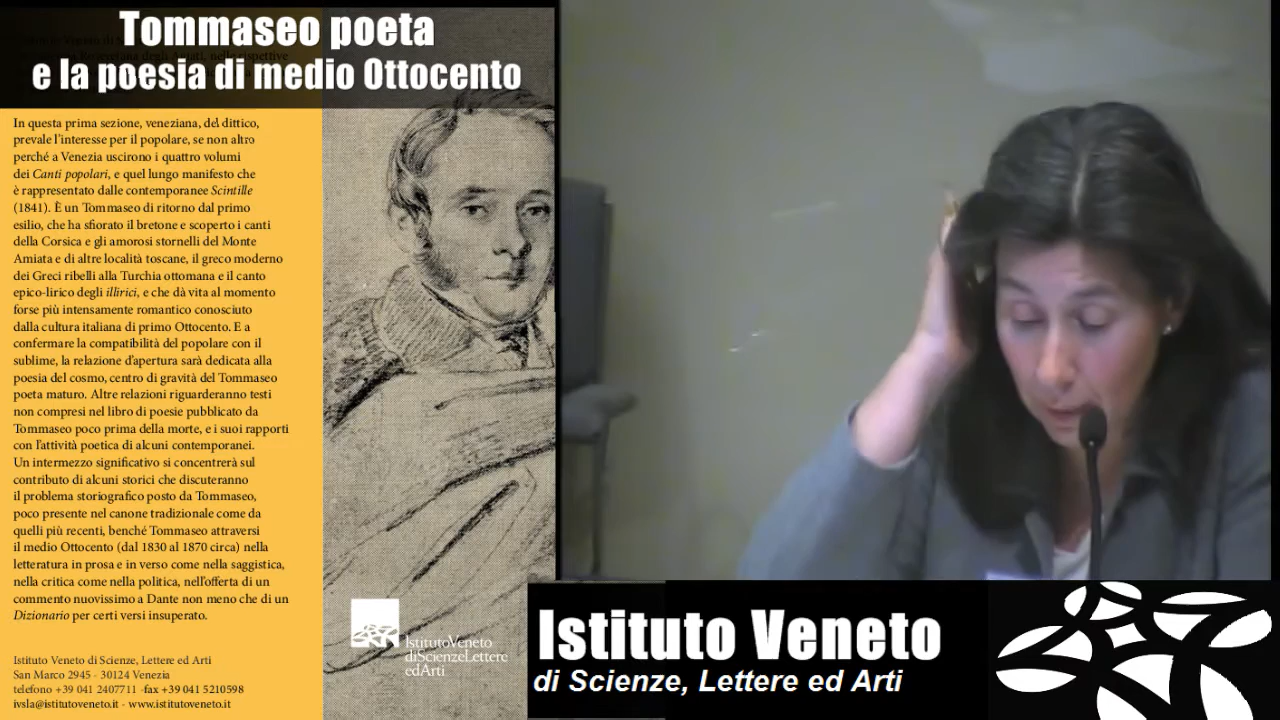 Tommaseo poeta
e la poesia di medio Ottocento
In questa prima sezione, veneziana, del dittico,
prevale l'interesse per il popolare, se non altro
perché a Venezia uscirono i quattro volumi
dei Canti popolari, e quel lungo manifesto che
è rappresentato dalle contemporanee Scintille
(1841). È un Tommaseo di ritorno dal primo
esilio, che ha sfiorato il bretone e scoperto i canti
della Corsica e gli amorosi stornelli del Monte
Amiata e di altre località toscane, il greco moderno
dei Greci ribelli alla Turchia ottomana e il canto
epico-lirico degli illirici, e che dà vita al momento
forse più intensamente romantico conosciuto
dalla cultura italiana di primo Ottocento. E a
confermare la compatibilità del popolare con il
sublime, la relazione d'apertura sarà dedicata alla
poesia del cosmo, centro di gravità del Tommaseo
poeta maturo. Altre relazioni riguarderanno testi
non compresi nel libro di poesie pubblicato da
Tommaseo poco prima della morte, e i suoi rapporti
con l'attività poetica di alcuni contemporanei.
Un intermezzo significativo si concentrerà sul
contributo di alcuni storici che discuteranno
il problema storiografico posto da Tommaseo,
poco presente nel canone tradizionale come da
quelli più recenti, benché Tommaseo attraversi
il medio Ottocento (dal 1830 al 1870 circa) nella
letteratura in prosa e in verso come nella saggistica,
nella critica come nella politica, nell'offerta di un
commento nuovissimo a Dante non meno che di un
Dizionario per certi versi insuperato.
Istituto Veneto di Scienze, Lettere ed Arti
San Marco 2945 - 30124 Venezia
telefono +39 041 2407711 -fax +39 041 5210598
ivsla@istitutoveneto.it - www.istitutoveneto.it
IstitutoVeneto
diScienzeLettere
edArti
Istituto Veneto
di Scienze, Lettere ed Arti